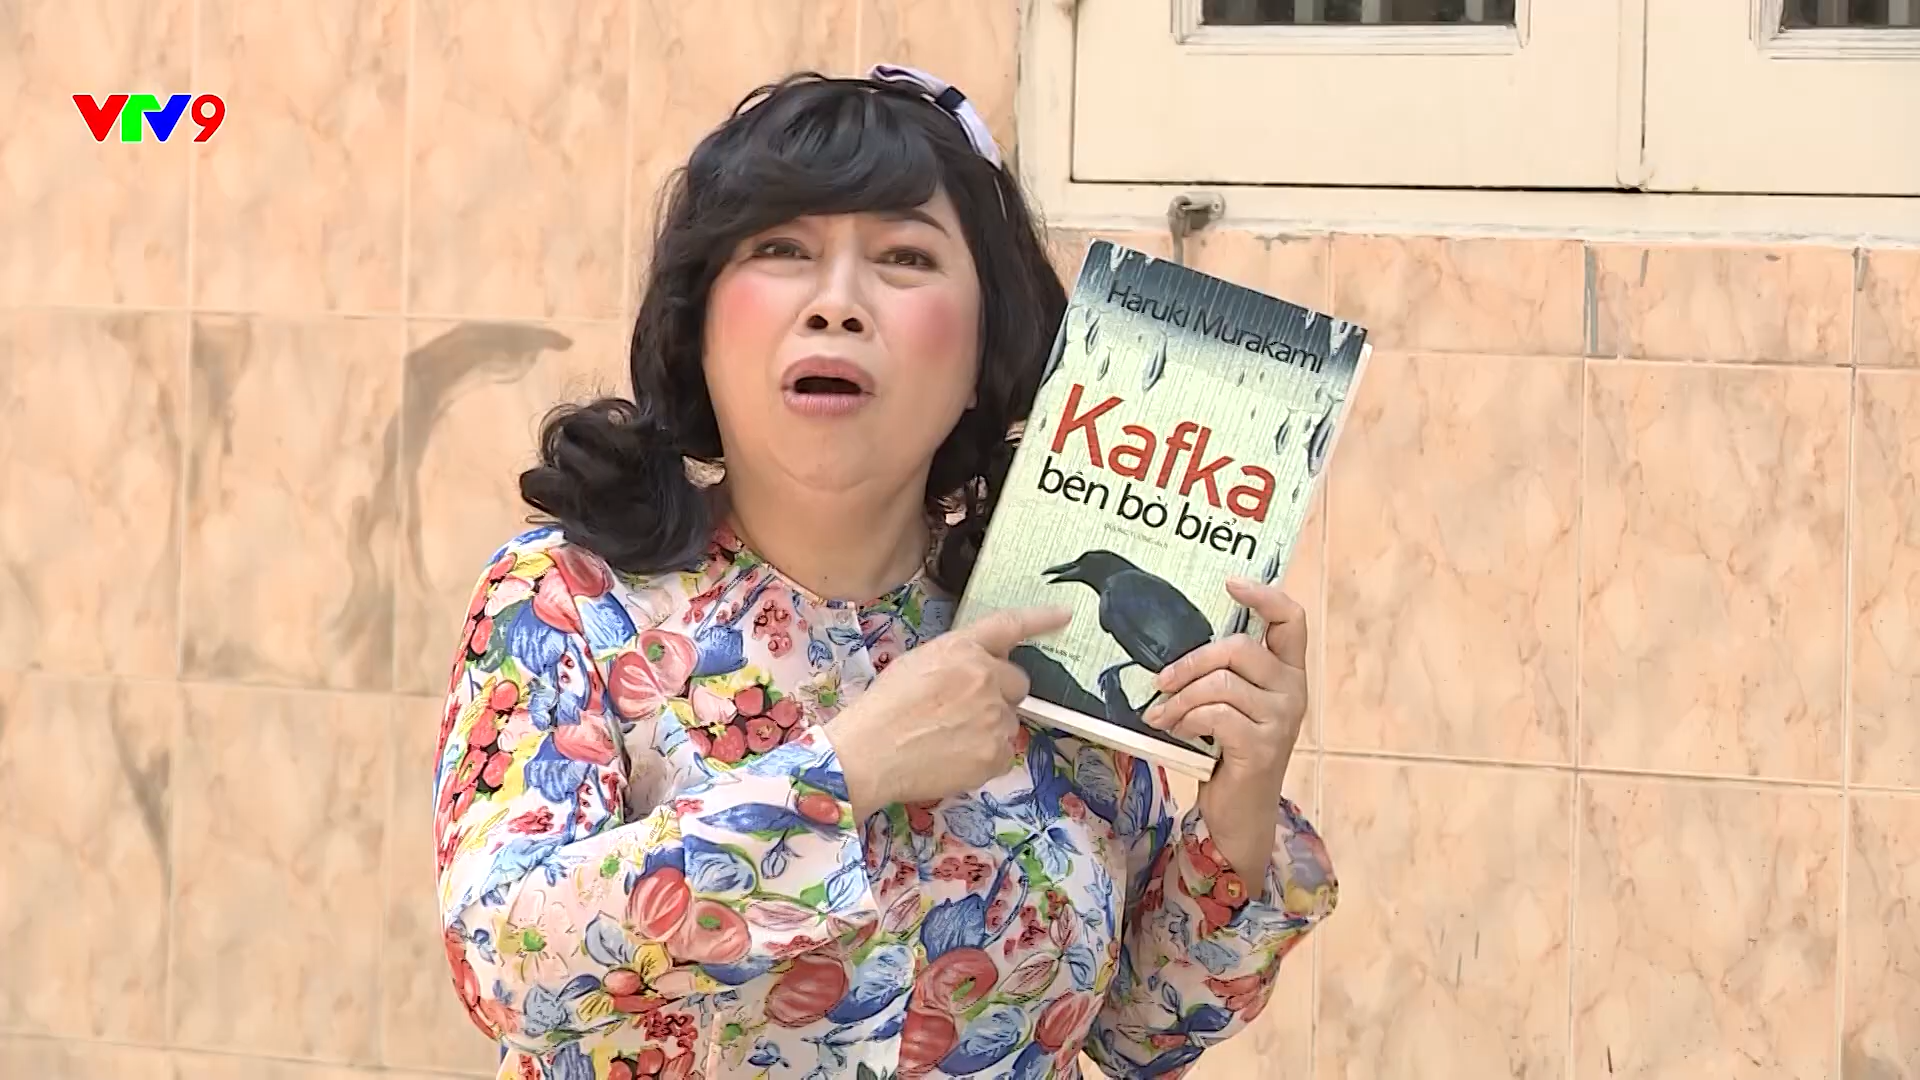 VTV9
Haruki Murakami
Kafka
bên bờ biển